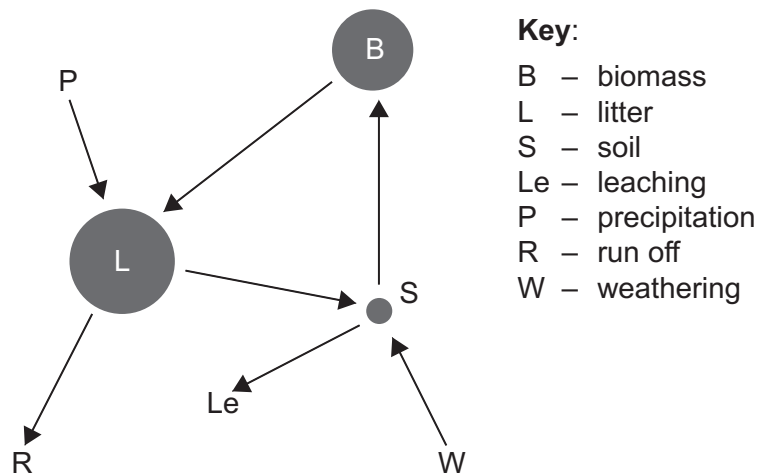 B
P
L
S
Le
R
W
Key:
B – biomass
L – litter
S – soil
Le – leaching
P – precipitation
R – run off
W – weathering